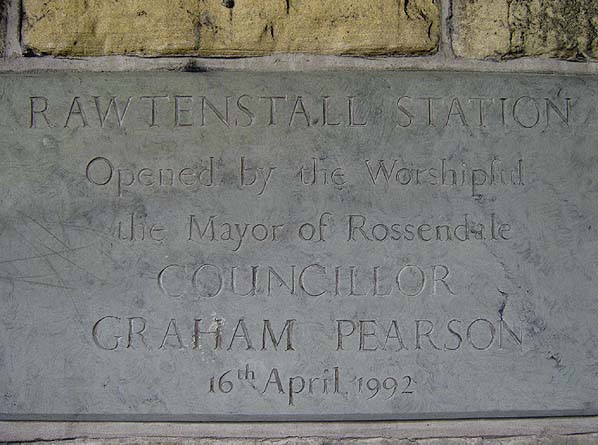 RAWTENSTALL STATION
Opened by the Worshipful
the Mayor of Rossendale
COUNCILLOR
GRAHAM PEARSON
16th April 1992